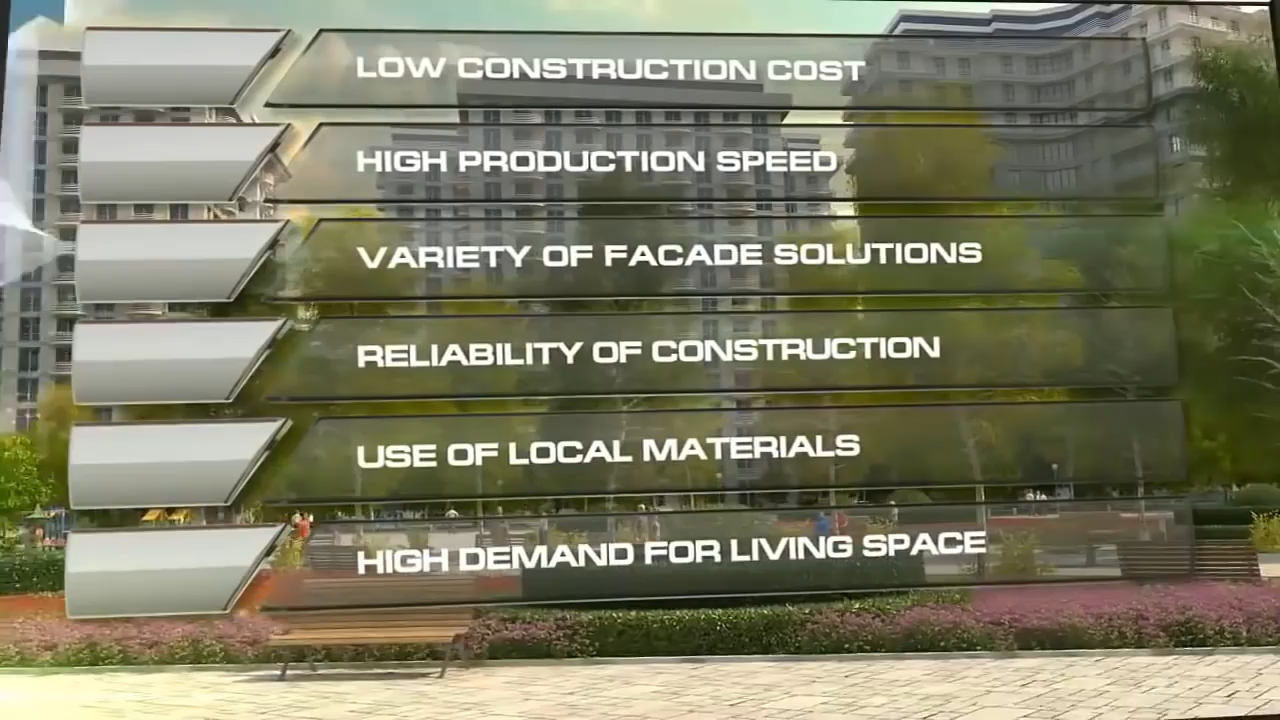 LOW CONSTRUCTION COST
HIGH PRODUCTION SPEED
VARIETY OF FACADE SOLUTIONS
RELIABILITY OF CONSTRUCTION
USE OF LOCAL MATERIALS
HIGH DEMAND FOR LIVING SPACE